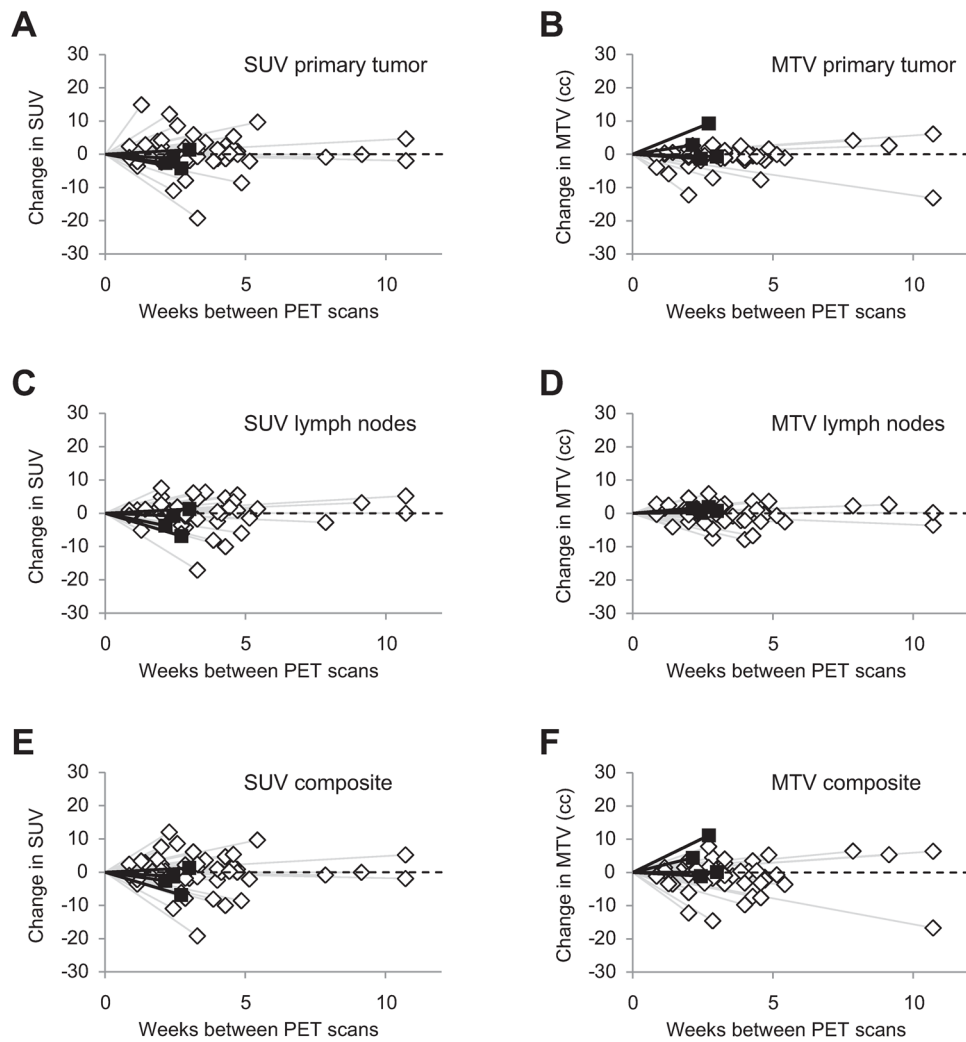 A
SUV primary tumor
Change in SUV
30
20
10
0
-10
-20
-30
0 5 10
Weeks between PET scans
B
MTV primary tumor
Change in MTV (cc)
30
20
10
0
-10
-20
-30
0 5 10
Weeks between PET scans
C
SUV lymph nodes
Change in SUV
30
20
10
0
-10
-20
-30
0 5 10
Weeks between PET scans
D
MTV lymph nodes
Change in MTV (cc)
30
20
10
0
-10
-20
-30
0 5 10
Weeks between PET scans
E
SUV composite
Change in SUV
30
20
10
0
-10
-20
-30
0 5 10
Weeks between PET scans
F
MTV composite
Change in MTV (cc)
30
20
10
0
-10
-20
-30
0 5 10
Weeks between PET scans